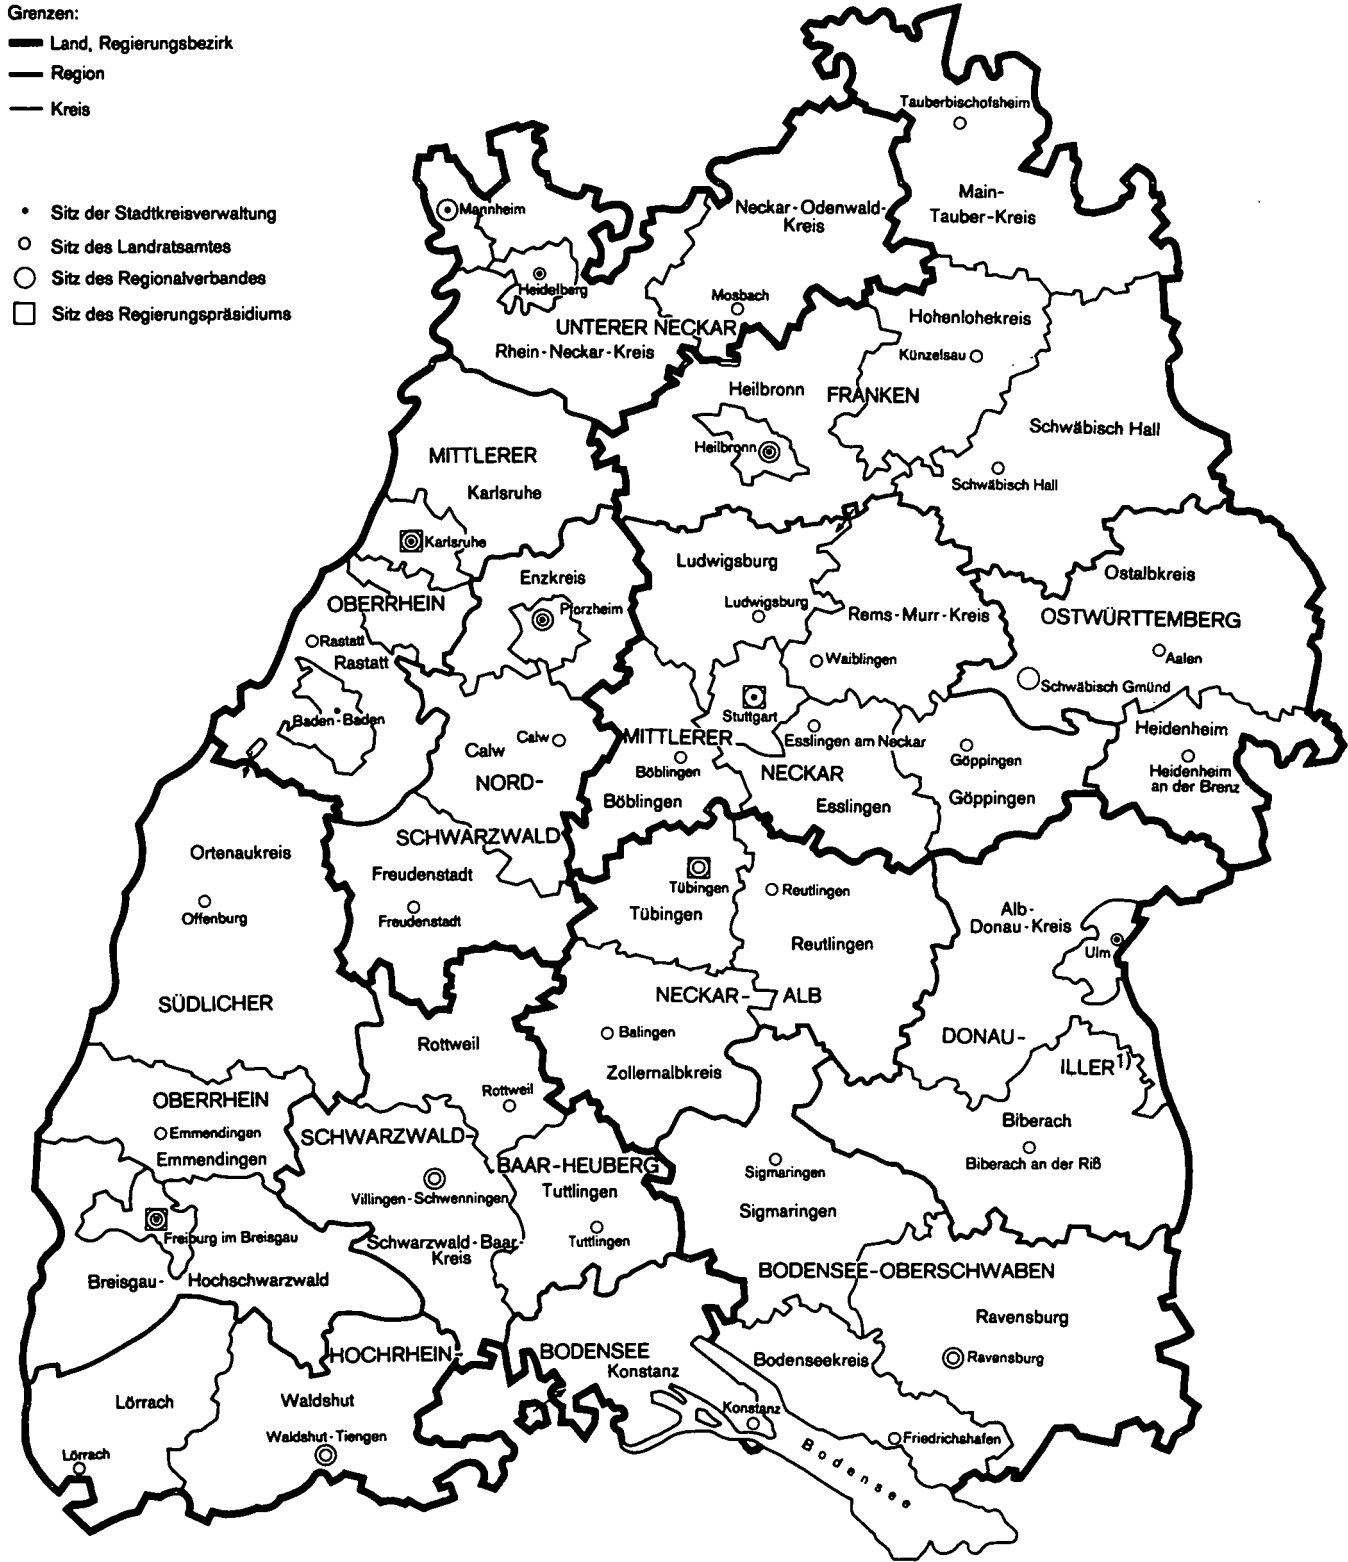 Grenzen:
Land, Regierungsbezirk
Region
Kreis
Sitz der Stadtkreisverwaltung
Sitz des Landratsamtes
Sitz des Regionalverbandes
Sitz des Regierungspräsidiums
Tauberbischofsheim
Main-
Tauber-Kreis
Mannheim
Neckar-Odenwald-
Kreis
Heidelberg
Mosbach
UNTERER NECKAR
Rhein-Neckar-Kreis
Hohenlohekreis
Künzelsau
Heilbronn
FRANKEN
Heilbronn
Schwäbisch Hall
Schwäbisch Hall
MITTLERER
Karlsruhe
Karlsruhe
OBERRHEIN
Rastatt
Rastatt
Baden-Baden
Enzkreis
Pforzheim
Ludwigsburg
Ludwigsburg
Rems-Murr-Kreis
Waiblingen
Ostalbkreis
OSTWÜRTTEMBERG
Aalen
Schwäbisch Gmünd
Stuttgart
Calw
Calw
NORD-
SCHWARZWALD
MITTLERER
NECKAR
Böblingen
Böblingen
Esslingen am Neckar
Esslingen
Göppingen
Göppingen
Heidenheim
Heidenheim
an der Brenz
Ortenaukreis
Offenburg
Freudenstadt
Freudenstadt
Tübingen
Tübingen
Reutlingen
Reutlingen
Alb-
Donau-Kreis
Ulm
SÜDLICHER
OBERRHEIN
NECKAR-ALB
Balingen
Zollernalbkreis
DONAU-
ILLER 1)
Rottweil
Rottweil
Emmendingen
Emmendingen
SCHWARZWALD-
BAAR-HEUBERG
Villingen-Schwenningen
Tuttlingen
Tuttlingen
Schwarzwald-Baar-
Kreis
Sigmaringen
Sigmaringen
Biberach
Biberach an der Riß
Freiburg im Breisgau
Breisgau-Hochschwarzwald
BODENSEE-OBERSCHWABEN
Ravensburg
Ravensburg
HOCHRHEIN-
BODENSEE
Konstanz
Konstanz
Bodenseekreis
Friedrichshafen
Lörrach
Lörrach
Waldshut
Waldshut-Tiengen
Bodensee